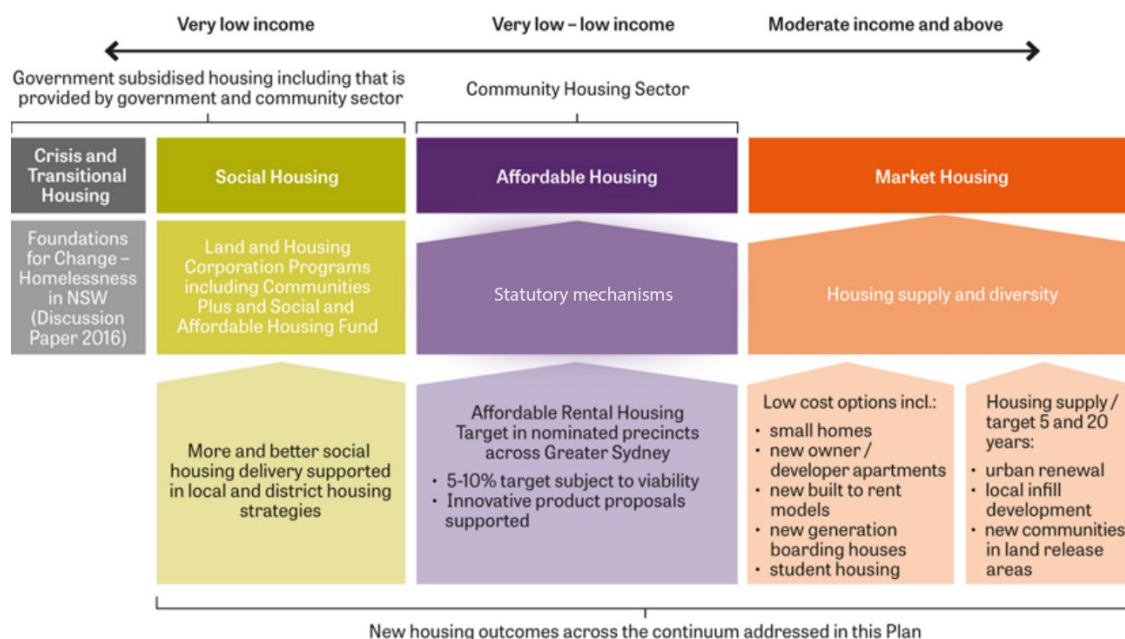 Very low income
Very low – low income
Moderate income and above
Government subsidised housing including that is
provided by government and community sector
Community Housing Sector
Crisis and
Transitional
Housing
Social Housing
Affordable Housing
Market Housing
Foundations
for Change –
Homelessness
in NSW
(Discussion
Paper 2016)
Land and Housing
Corporation Programs
including Communities
Plus and Social and
Affordable Housing Fund
Statutory mechanisms
Housing supply and diversity
More and better social
housing delivery supported
in local and district housing
strategies
Affordable Rental Housing
Target in nominated precincts
across Greater Sydney
• 5-10% target subject to viability
• Innovative product proposals
supported
Low cost options incl.:
• small homes
• new owner /
developer apartments
• new built to rent
models
• new generation
boarding houses
• student housing
Housing supply /
target 5 and 20
years:
• urban renewal
• local infill
development
• new communities
in land release
areas
New housing outcomes across the continuum addressed in this Plan